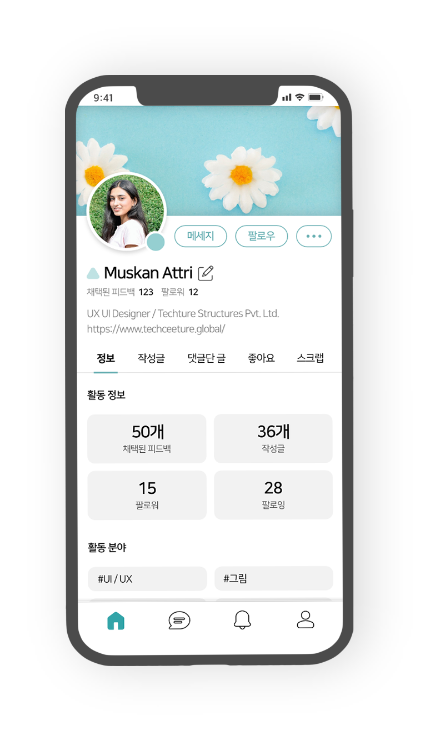 9:41
메세지 팔로우
Muskan Attri
채택된 피드백 123 팔로워 12
UX UI Designer / Techture Structures Pvt. Ltd.
https://www.techceeture.global/
정보 작성글 댓글단 글 좋아요 스크랩
활동 정보
50개 36개
채택된 피드백 작성글
15 28
팔로워 팔로잉
활동 분야
#UI / UX #그림